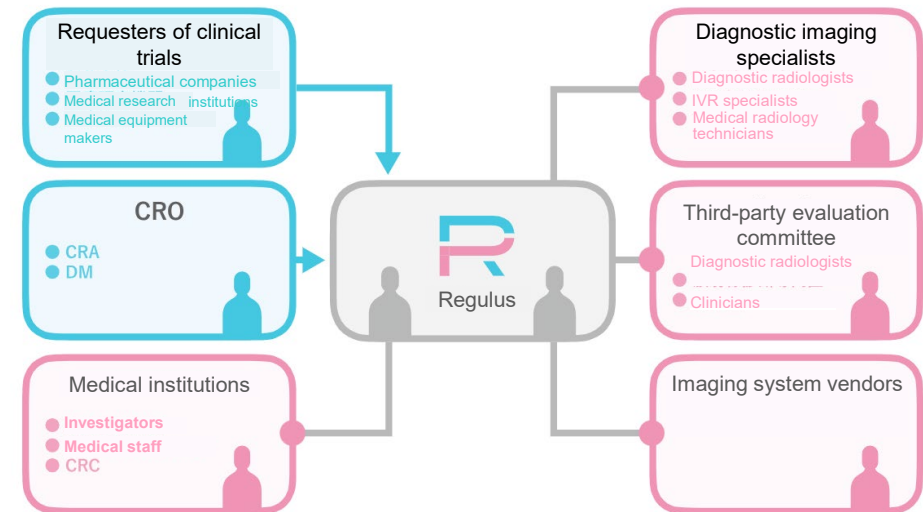 Requesters of clinical
trials
Pharmaceutical companies
Medical research institutions
Medical equipment
makers
CRO
CRA
DM
Medical institutions
Investigators
Medical staff
CRC
R
Regulus
Diagnostic imaging
specialists
Diagnostic radiologists
IVR specialists
Medical radiology
technicians
Third-party evaluation
committee
Diagnostic radiologists
Clinicians
Imaging system vendors